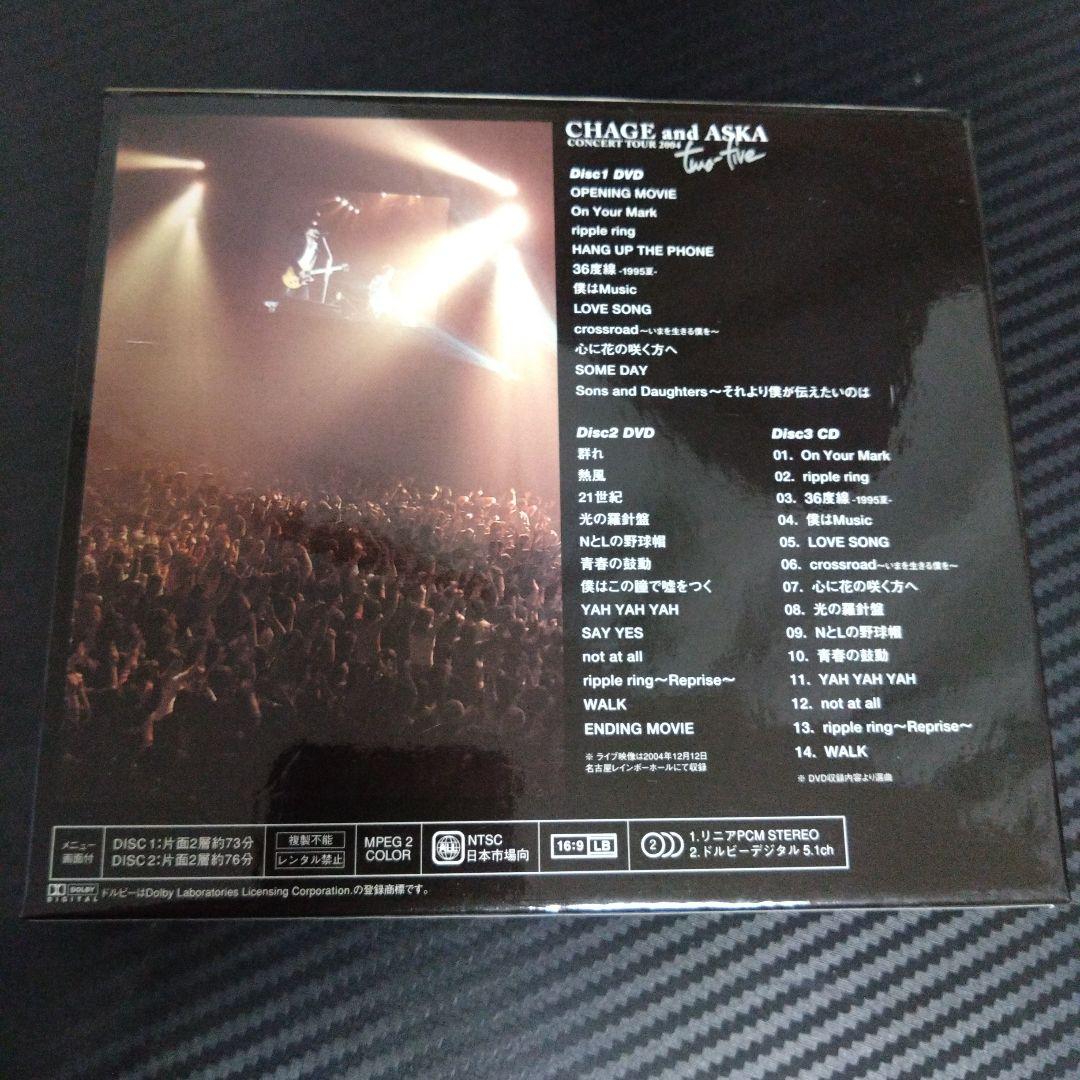 CHAGE and ASKA
CONCERT TOUR 2004
two-five
Disc1 DVD
OPENING MOVIE
On Your Mark
ripple ring
HANG UP THE PHONE
36度線 -1995夏-
僕はMusic
LOVE SONG
crossroad〜いまを生きる僕を〜
心に花の咲く方へ
SOME DAY
Sons and Daughters〜それより僕が伝えたいのは
Disc2 DVD
群れ
熱風
21世紀
光の羅針盤
NとLの野球帽
青春の鼓動
僕はこの瞳で嘘をつく
YAH YAH YAH
SAY YES
not at all
ripple ring〜Reprise〜
WALK
ENDING MOVIE
※ ライブ映像は2004年12月12日
名古屋レインボーホールにて収録
Disc3 CD
01. On Your Mark
02. ripple ring
03. 36度線 -1995夏-
04. 僕はMusic
05. LOVE SONG
06. crossroad〜いまを生きる僕を〜
07. 心に花の咲く方へ
08. 光の羅針盤
09. NとLの野球帽
10. 青春の鼓動
11. YAH YAH YAH
12. not at all
13. ripple ring〜Reprise〜
14. WALK
※ DVD収録内容より選曲
メニュー
画面付
DISC 1：片面2層約73分
DISC 2：片面2層約76分
複製不能
レンタル禁止
MPEG 2
COLOR
ALL
NTSC
日本市場向
16:9 LB
2
1.リニアPCM STEREO
2.ドルビーデジタル 5.1ch
DOLBY
DIGITAL
ドルビーはDolby Laboratories Licensing Corporation.の登録商標です。